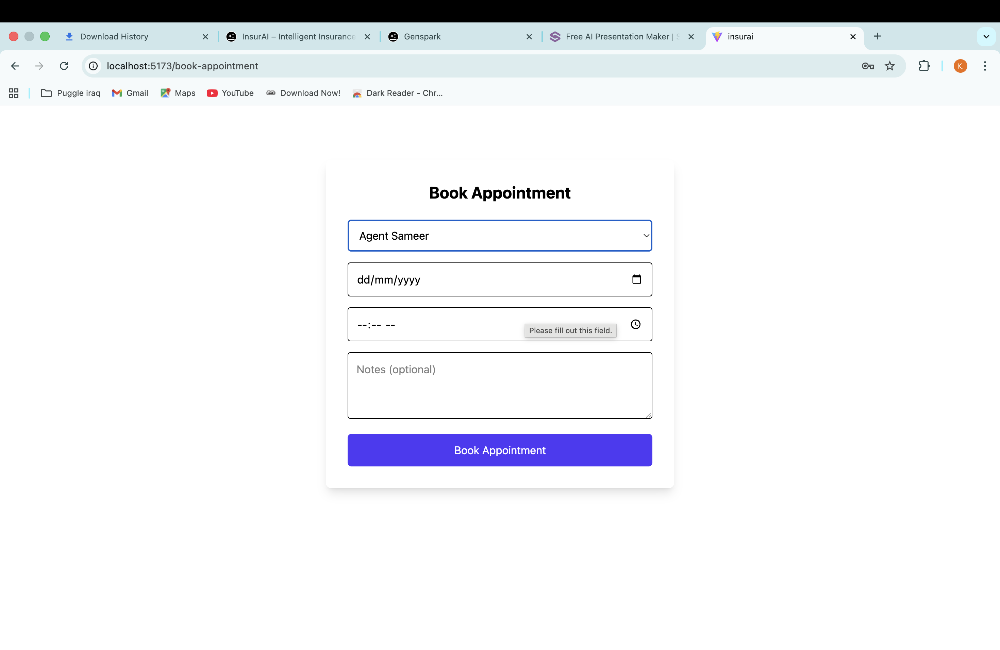 Download History
InsurAI – Intelligent Insurance
Genspark
Free AI Presentation Maker |
insurai
localhost:5173/book-appointment
K.
Puggle iraq
Gmail
Maps
YouTube
Download Now!
Dark Reader - Chr...
Book Appointment
Agent Sameer
dd/mm/yyyy
--:-- --
Please fill out this field.
Notes (optional)
Book Appointment